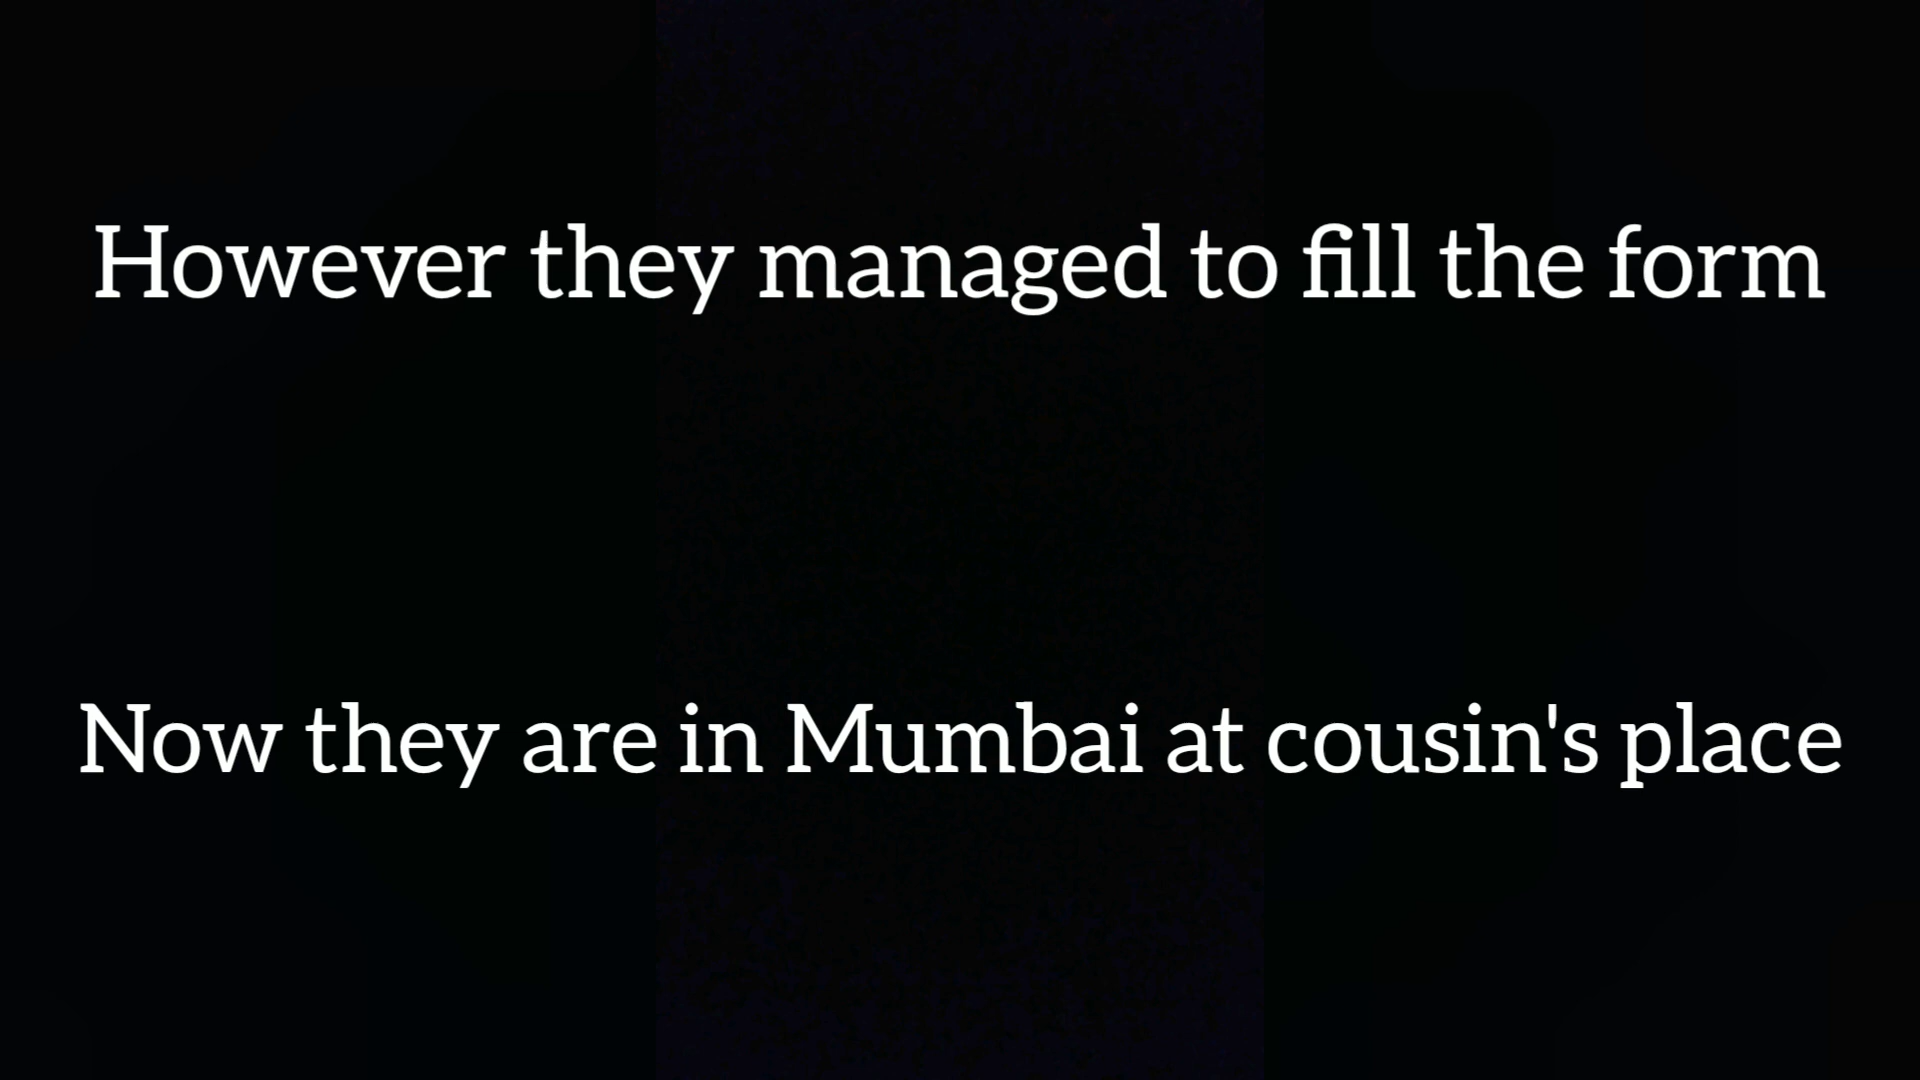 However they managed to fill the form
Now they are in Mumbai at cousin's place